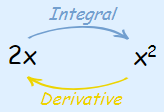 Integral
2x x²
Derivative